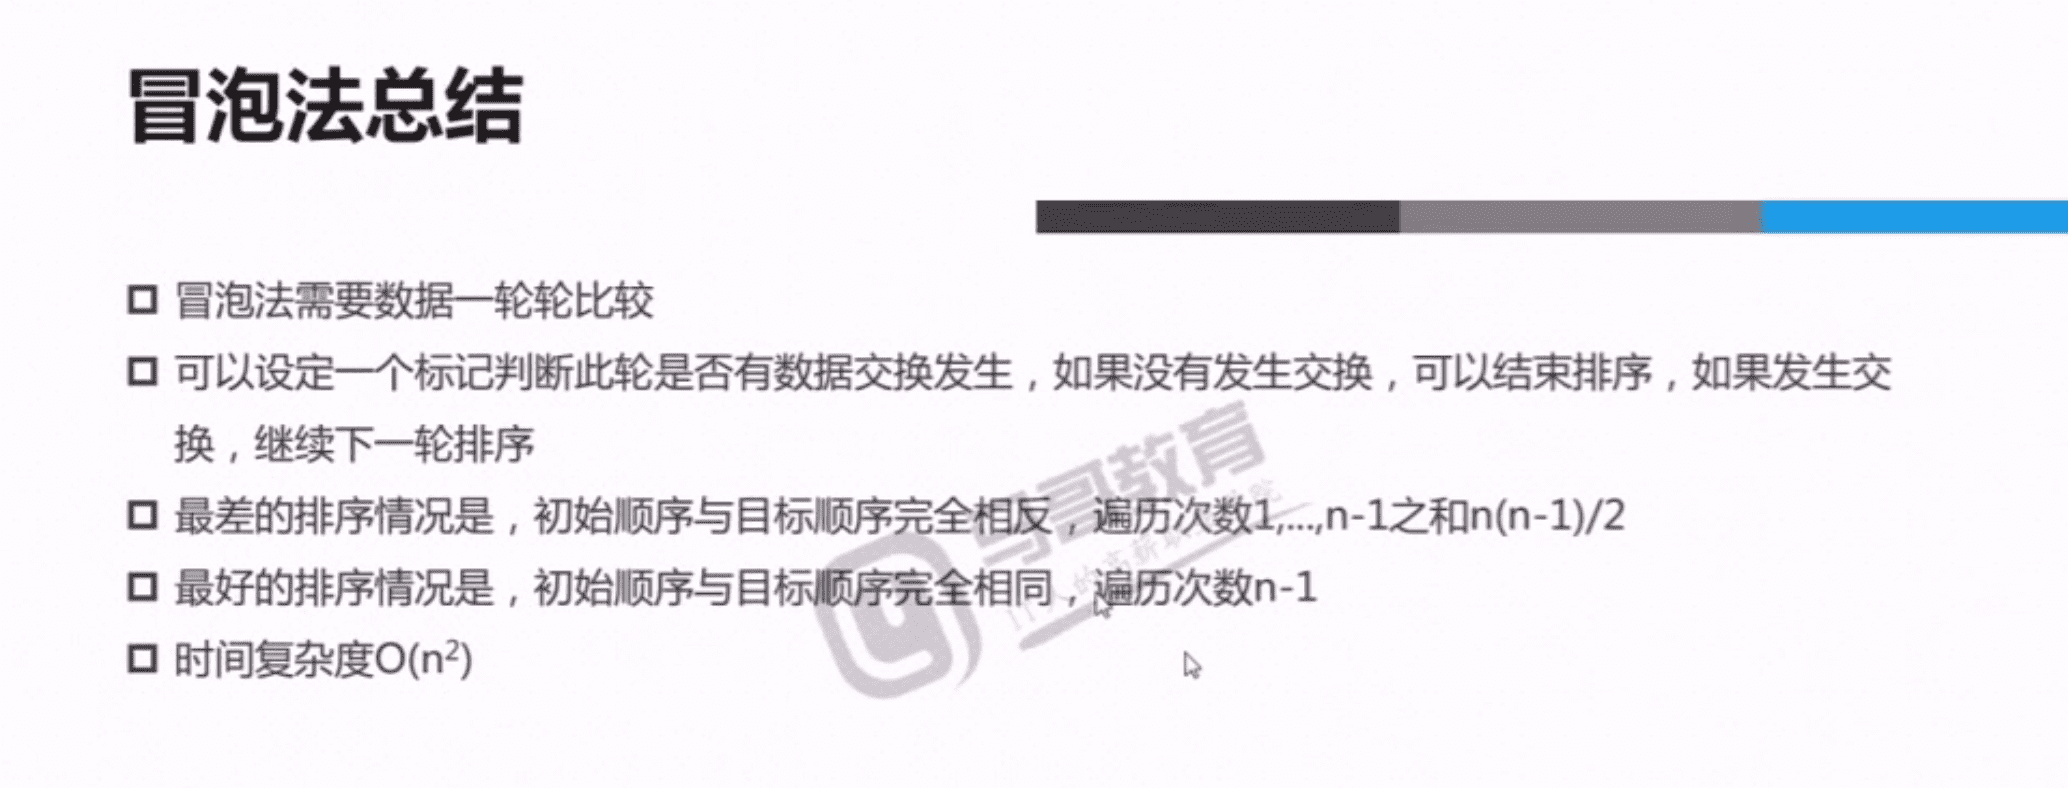 冒泡法总结
冒泡法需要数据一轮轮比较
可以设定一个标记判断此轮是否有数据交换发生，如果没有发生交换，可以结束排序，如果发生交
换，继续下一轮排序
最差的排序情况是，初始顺序与目标顺序完全相反，遍历次数1,...,n-1之和n(n-1)/2
最好的排序情况是，初始顺序与目标顺序完全相同，遍历次数n-1
时间复杂度O(n²)
马哥教育